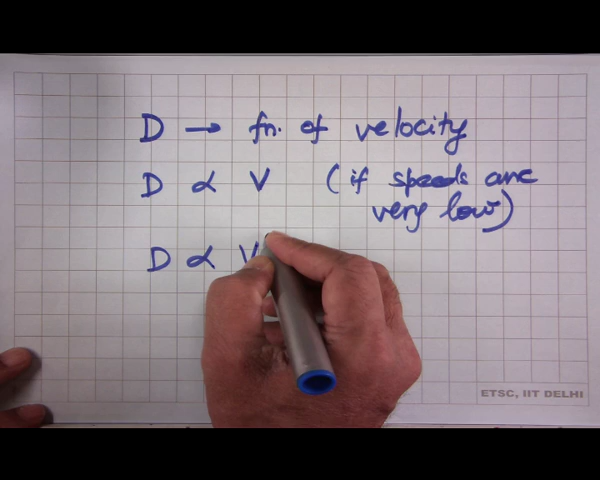 D → fn. of velocity
D ∝ V (if speeds are
very low)
D ∝ V
ETSC, IIT DELHI